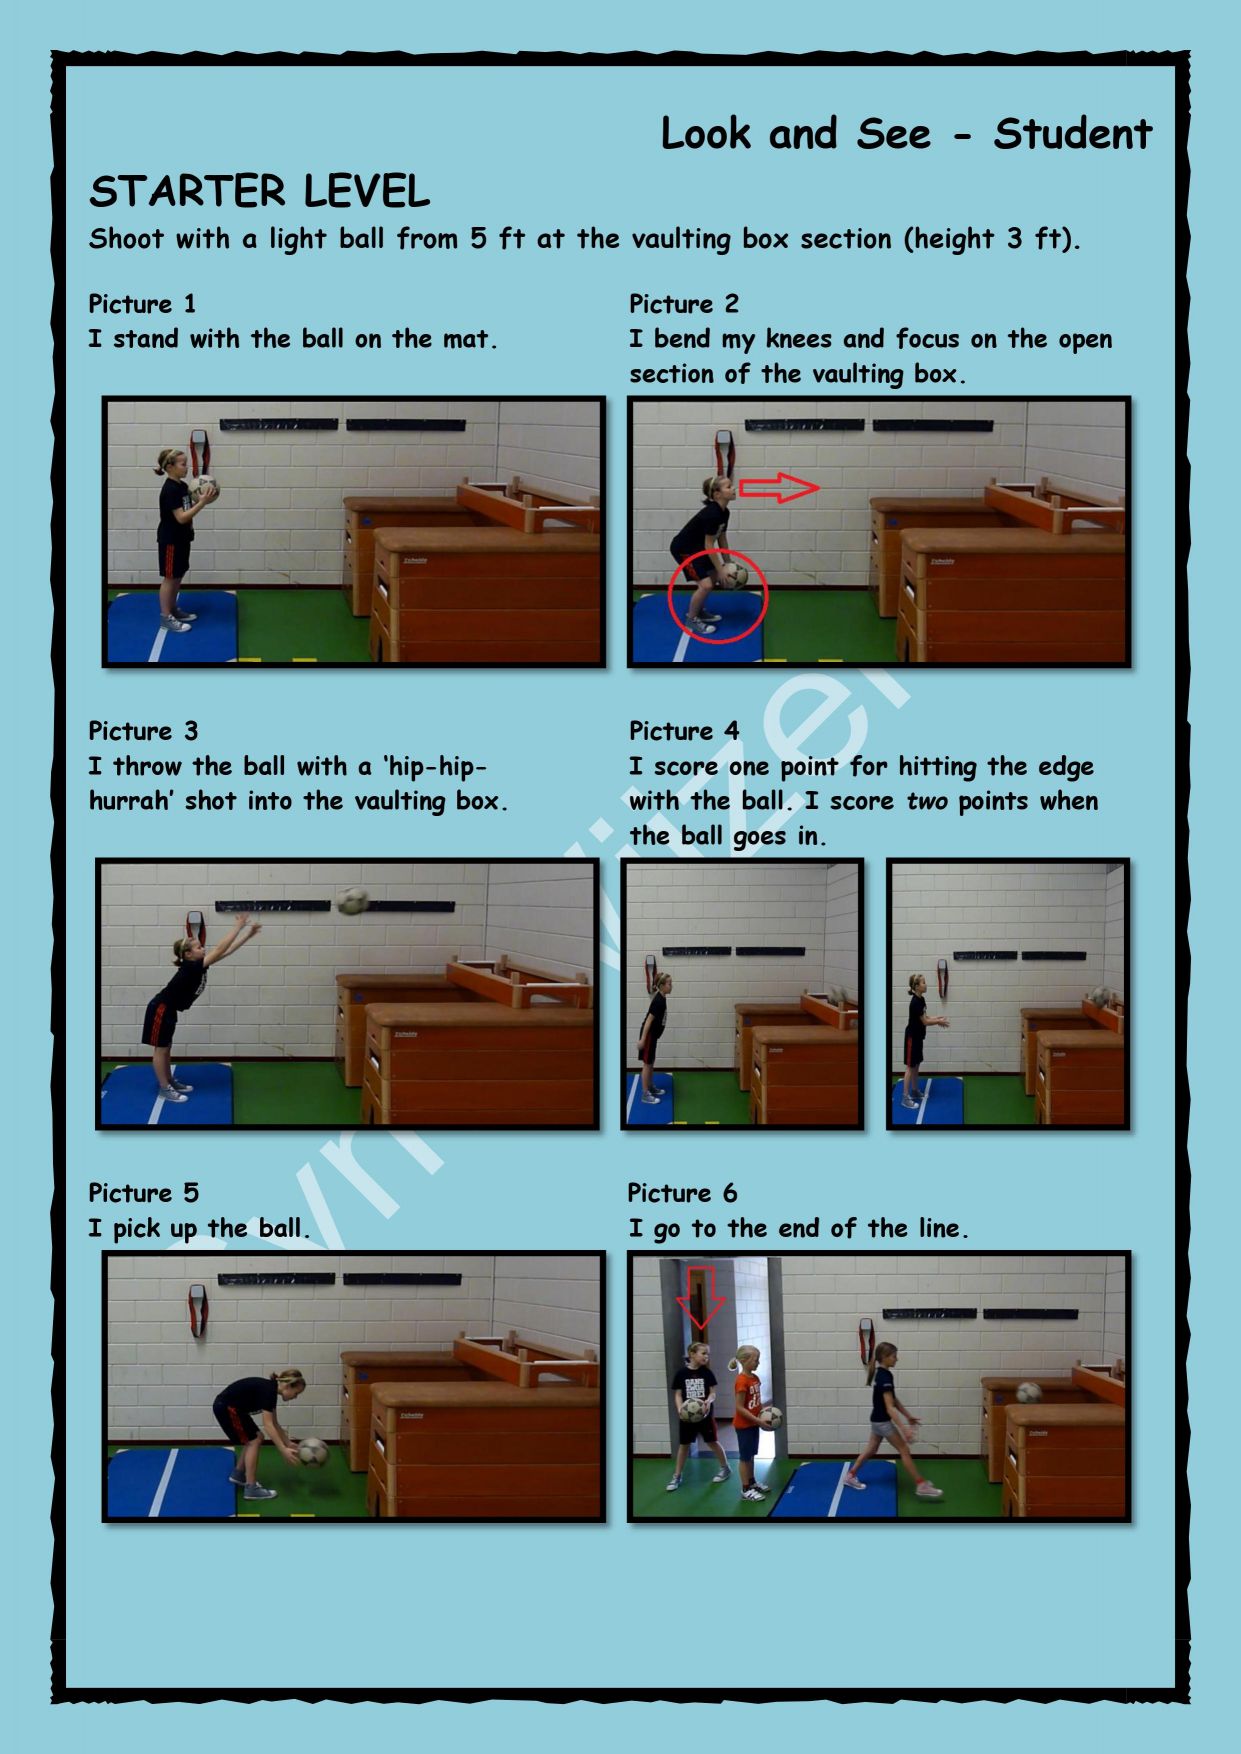 Look and See - Student
STARTER LEVEL
Shoot with a light ball from 5 ft at the vaulting box section (height 3 ft).
Picture 1
I stand with the ball on the mat.
Picture 2
I bend my knees and focus on the open
section of the vaulting box.
Picture 3
I throw the ball with a ‘hip-hip-
hurrah’ shot into the vaulting box.
Picture 4
I score one point for hitting the edge
with the ball. I score two points when
the ball goes in.
Picture 5
I pick up the ball.
Picture 6
I go to the end of the line.
DANS